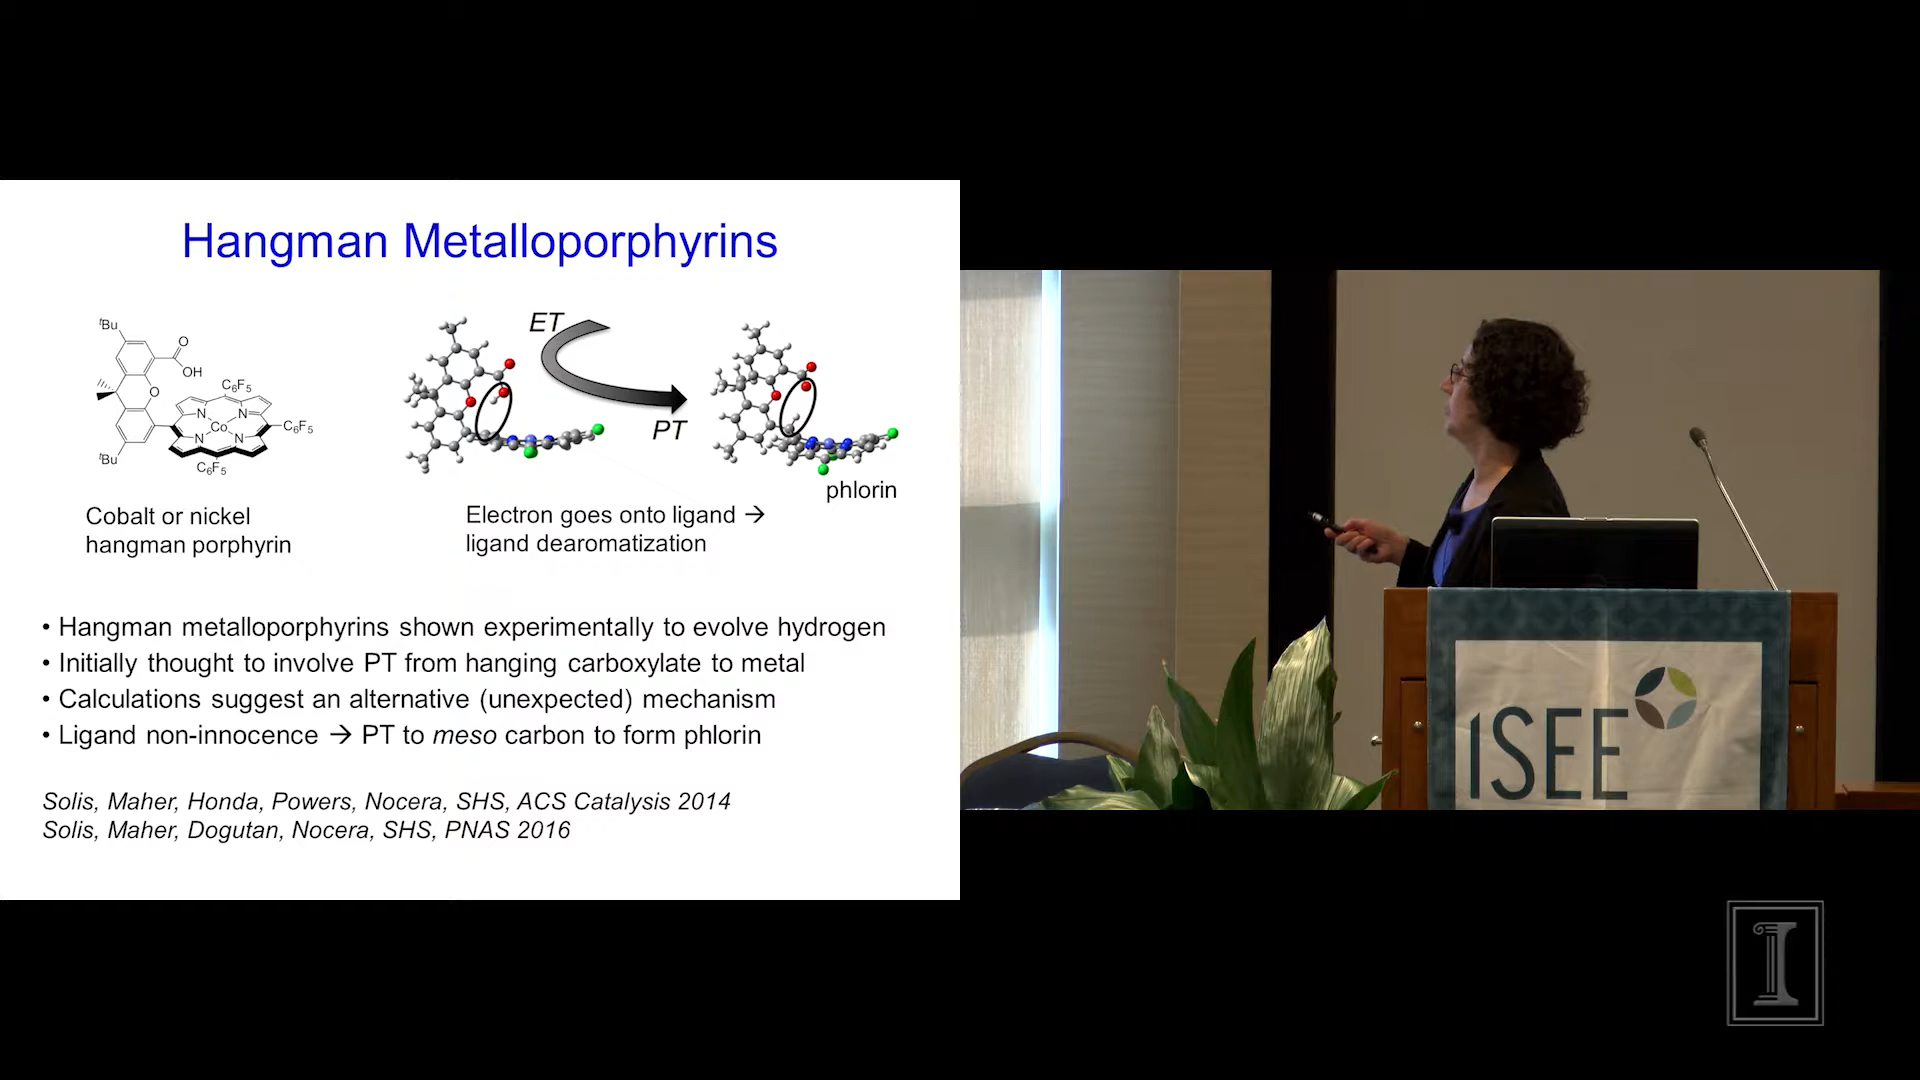 Hangman Metalloporphyrins
ᵗBu
O
OH
O
C₆F₅
N
N
Co
N
N
C₆F₅
ᵗBu
C₆F₅
ET
PT
phlorin
Cobalt or nickel
hangman porphyrin
Electron goes onto ligand →
ligand dearomatization
• Hangman metalloporphyrins shown experimentally to evolve hydrogen
• Initially thought to involve PT from hanging carboxylate to metal
• Calculations suggest an alternative (unexpected) mechanism
• Ligand non-innocence → PT to meso carbon to form phlorin
Solis, Maher, Honda, Powers, Nocera, SHS, ACS Catalysis 2014
Solis, Maher, Dogutan, Nocera, SHS, PNAS 2016
iSEE
I